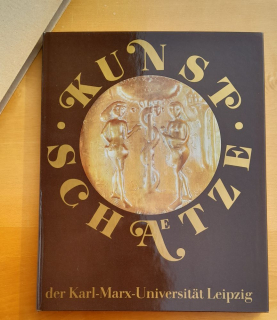 · KUNST ·
SCHAETZE
der Karl-Marx-Universität Leipzig